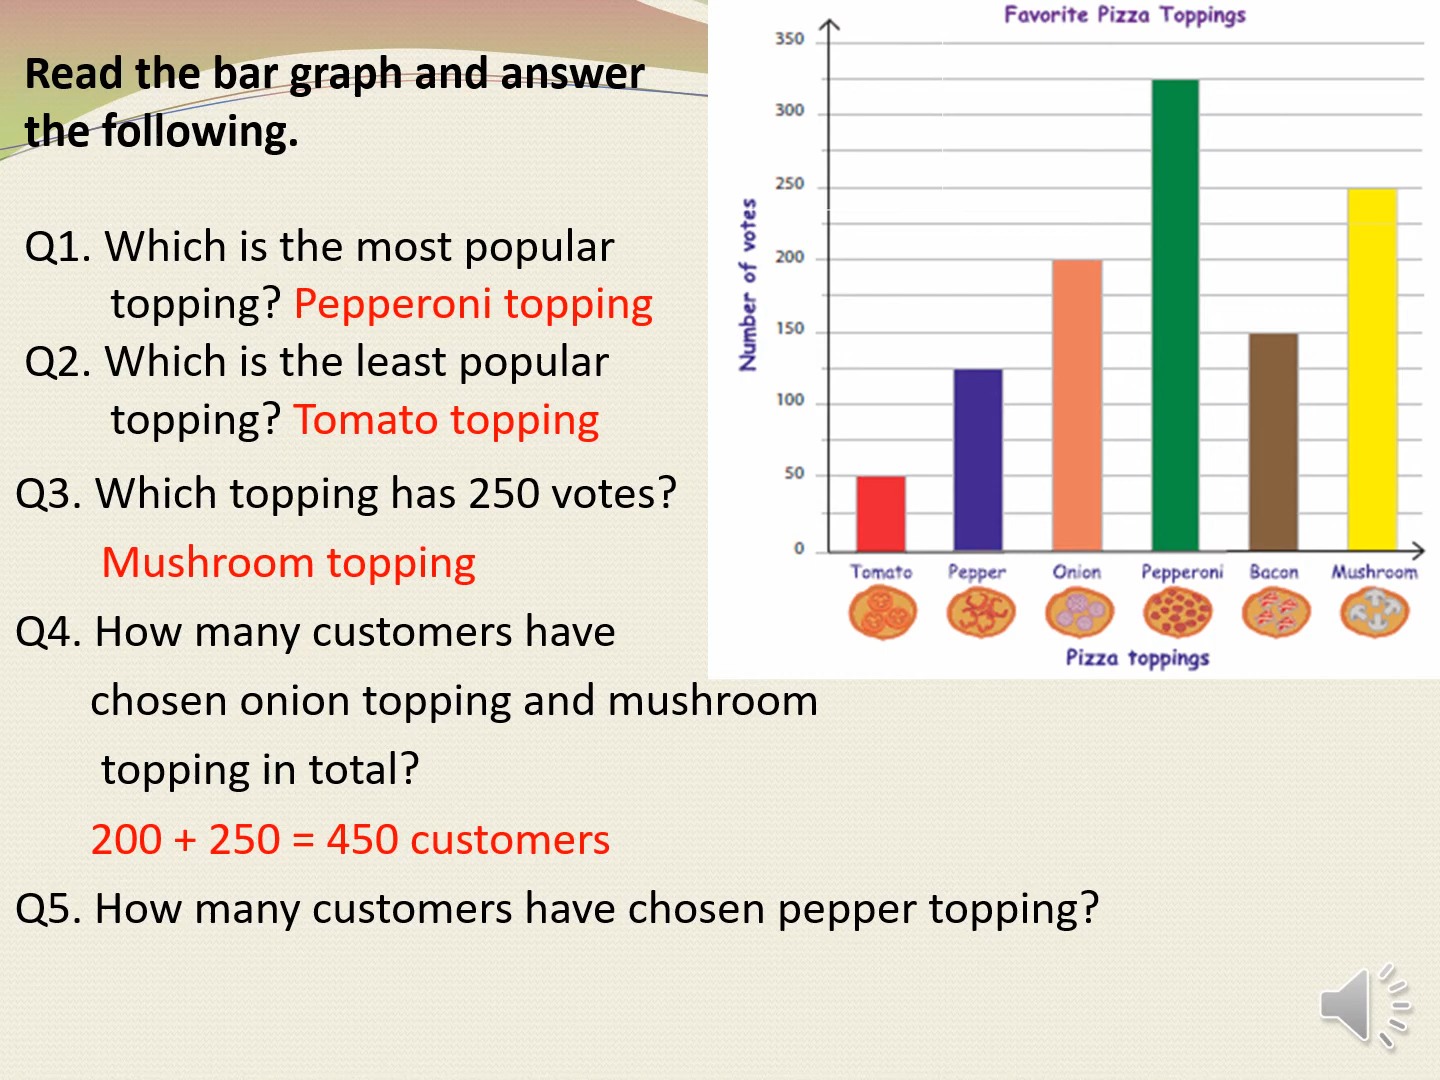 Read the bar graph and answer
the following.
Q1. Which is the most popular
topping? Pepperoni topping
Q2. Which is the least popular
topping? Tomato topping
Q3. Which topping has 250 votes?
Mushroom topping
Q4. How many customers have
chosen onion topping and mushroom
topping in total?
200 + 250 = 450 customers
Q5. How many customers have chosen pepper topping?
Favorite Pizza Toppings
Number of votes
350
300
250
200
150
100
50
0
Tomato Pepper Onion Pepperoni Bacon Mushroom
Pizza toppings